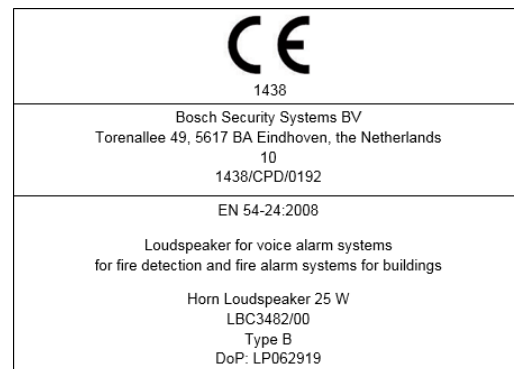 CE
1438
Bosch Security Systems BV
Torenallee 49, 5617 BA Eindhoven, the Netherlands
10
1438/CPD/0192
EN 54-24:2008
Loudspeaker for voice alarm systems
for fire detection and fire alarm systems for buildings
Horn Loudspeaker 25 W
LBC3482/00
Type B
DoP: LP062919